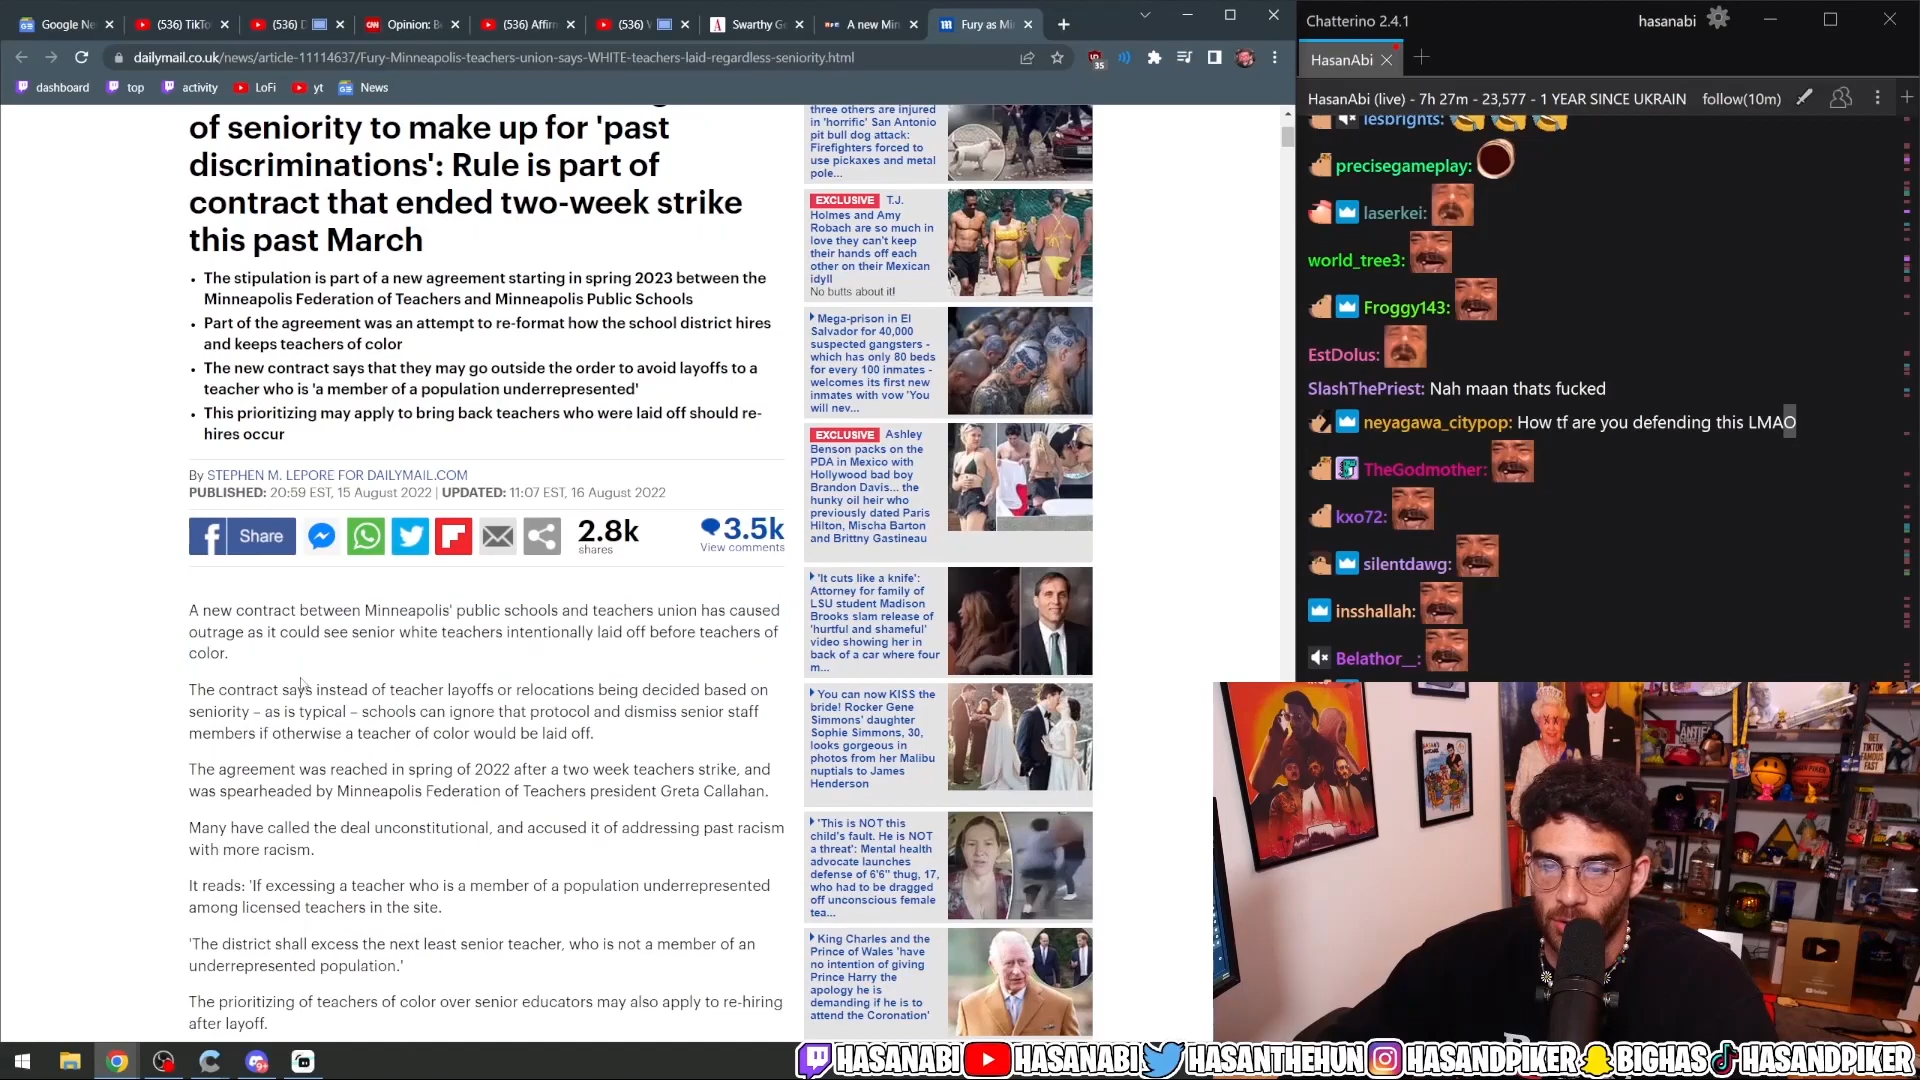 Google Ne
(536) TikTo
(536) D
Opinion: B
(536) Affirr
(536) V
Swarthy Ge
A new Min
Fury as Mi
dailymail.co.uk/news/article-11114637/Fury-Minneapolis-teachers-union-says-WHITE-teachers-laid-regardless-seniority.html
35
dashboard
top
activity
LoFi
yt
News
of seniority to make up for 'past
discriminations': Rule is part of
contract that ended two-week strike
this past March
• The stipulation is part of a new agreement starting in spring 2023 between the
Minneapolis Federation of Teachers and Minneapolis Public Schools
• Part of the agreement was an attempt to re-format how the school district hires
and keeps teachers of color
• The new contract says that they may go outside the order to avoid layoffs to a
teacher who is 'a member of a population underrepresented'
• This prioritizing may apply to bring back teachers who were laid off should re-
hires occur
By STEPHEN M. LEPORE FOR DAILYMAIL.COM
PUBLISHED: 20:59 EST, 15 August 2022 | UPDATED: 11:07 EST, 16 August 2022
Share
2.8k
shares
3.5k
View comments
A new contract between Minneapolis' public schools and teachers union has caused
outrage as it could see senior white teachers intentionally laid off before teachers of
color.
The contract says instead of teacher layoffs or relocations being decided based on
seniority – as is typical – schools can ignore that protocol and dismiss senior staff
members if otherwise a teacher of color would be laid off.
The agreement was reached in spring of 2022 after a two week teachers strike, and
was spearheaded by Minneapolis Federation of Teachers president Greta Callahan.
Many have called the deal unconstitutional, and accused it of addressing past racism
with more racism.
It reads: 'If excessing a teacher who is a member of a population underrepresented
among licensed teachers in the site.
'The district shall excess the next least senior teacher, who is not a member of an
underrepresented population.'
The prioritizing of teachers of color over senior educators may also apply to re-hiring
after layoff.
three others are injured
in 'horrific' San Antonio
pit bull dog attack:
Firefighters forced to
use pickaxes and metal
pole...
EXCLUSIVE T.J.
Holmes and Amy
Robach are so much in
love they can't keep
their hands off each
other on their Mexican
idyll
No butts about it!
Mega-prison in El
Salvador for 40,000
suspected gangsters -
which has only 80 beds
for every 100 inmates -
welcomes its first new
inmates with vow 'You
will nev...
EXCLUSIVE Ashley
Benson packs on the
PDA in Mexico with
Hollywood bad boy
Brandon Davis... the
hunky oil heir who
previously dated Paris
Hilton, Mischa Barton
and Brittny Gastineau
'It cuts like a knife':
Attorney for family of
LSU student Madison
Brooks slam release of
'hurtful and shameful'
video showing her in
back of a car where four
m...
You can now KISS the
bride! Rocker Gene
Simmons' daughter
Sophie Simmons, 30,
looks gorgeous in
photos from her Malibu
nuptials to James
Henderson
'This is NOT this
child's fault. He is NOT
a threat': Mental health
advocate launches
defense of 6'6" thug, 17,
who had to be dragged
off unconscious female
tea...
King Charles and the
Prince of Wales 'have
no intention of giving
Prince Harry the
apology he is
demanding if he is to
attend the Coronation'
Chatterino 2.4.1
hasanabi
HasanAbi
HasanAbi (live) - 7h 27m - 23,577 - 1 YEAR SINCE UKRAIN
follow(10m)
lesbrights:
precisegameplay:
laserkei:
world_tree3:
Froggy143:
EstDolus:
SlashThePriest: Nah maan thats fucked
neyagawa_citypop: How tf are you defending this LMAO
TheGodmother:
kxo72:
silentdawg:
insshallah:
Belathor__:
GET
TIKTOK
FAMOUS
FAST
HASANABI
HASANABI
HASANTHEHUN
HASANDPIKER
BIGHAS
HASANDPIKER